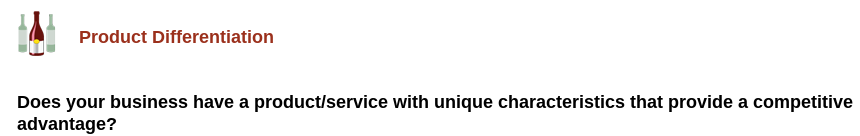 Product Differentiation
Does your business have a product/service with unique characteristics that provide a competitive
advantage?